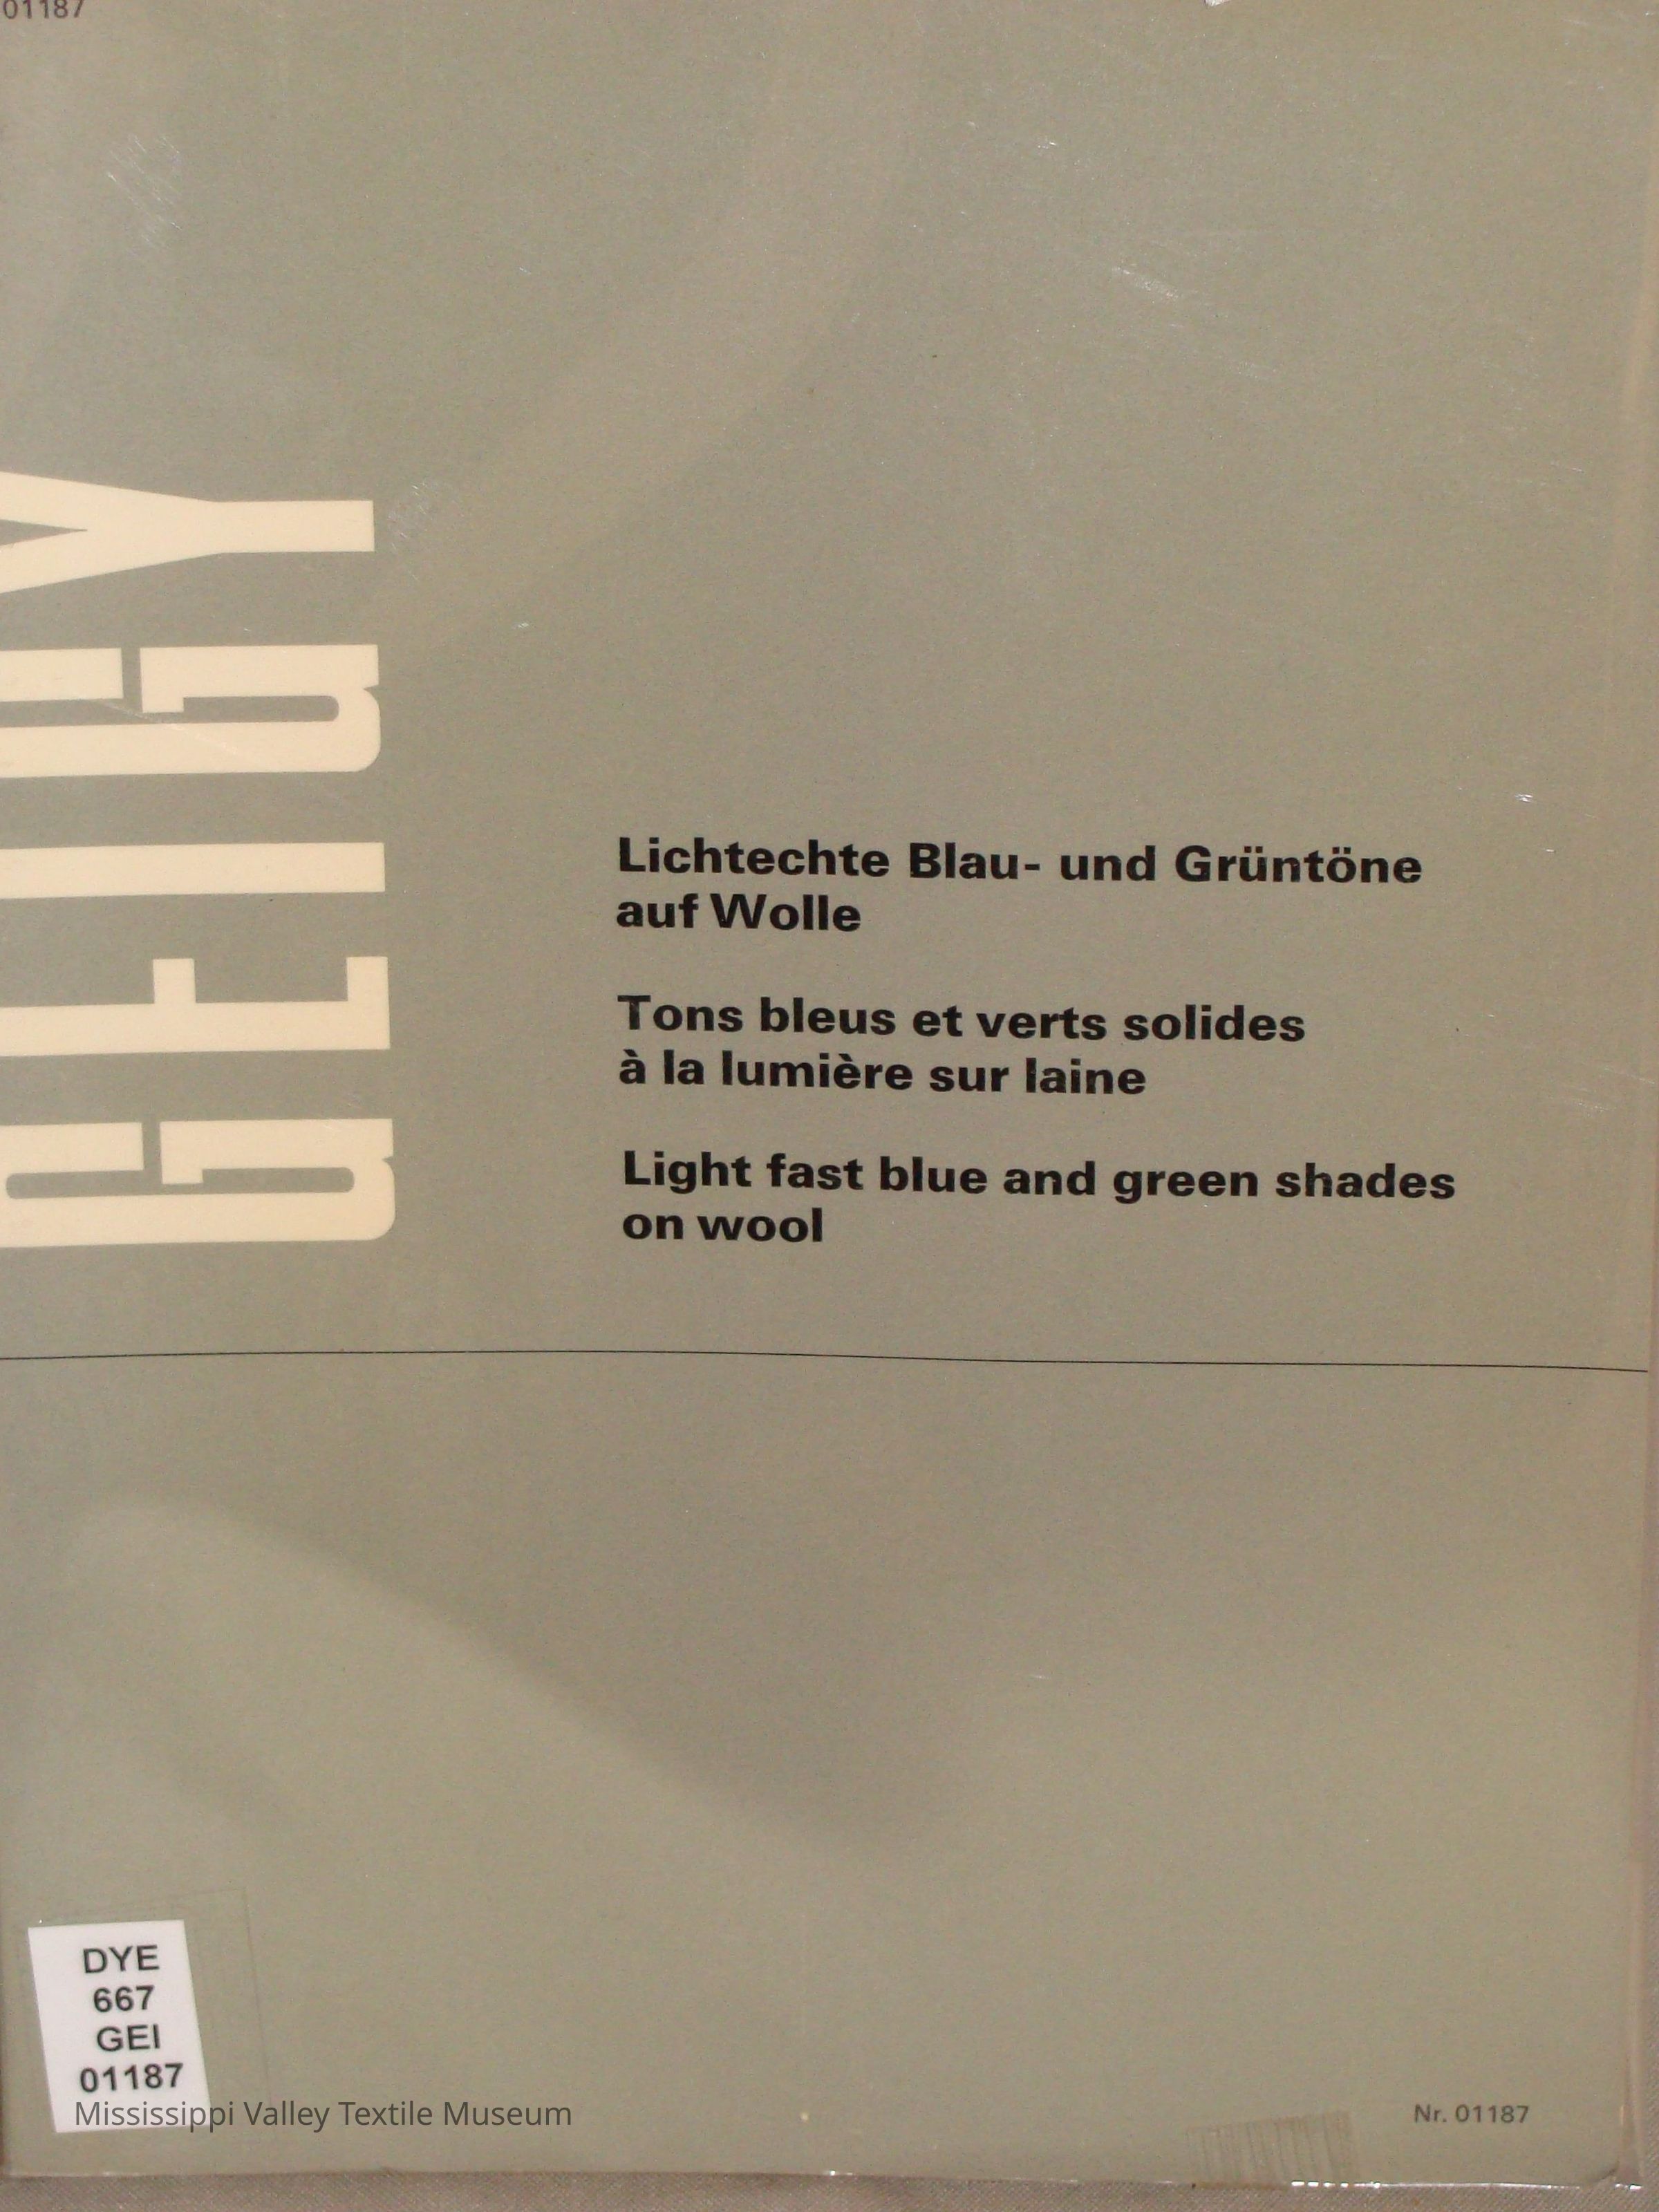 01187
GEIGY
Lichtechte Blau- und Grüntöne
auf Wolle
Tons bleus et verts solides
à la lumière sur laine
Light fast blue and green shades
on wool
DYE
667
GEI
01187
Mississippi Valley Textile Museum
Nr. 01187